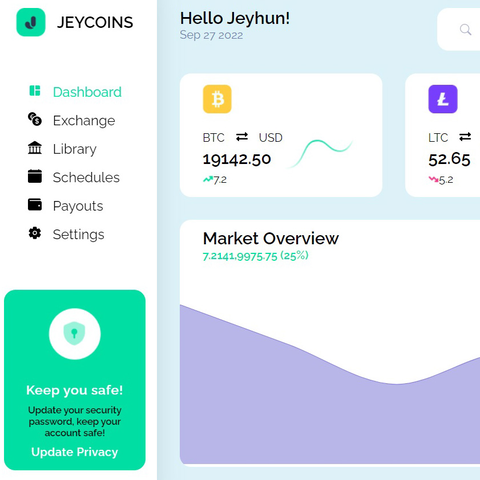 JEYCOINS
Dashboard
Exchange
Library
Schedules
Payouts
Settings
Keep you safe!
Update your security
password, keep your
account safe!
Update Privacy
Hello Jeyhun!
Sep 27 2022
BTC USD
19142.50
7.2
LTC
52.65
5.2
Market Overview
7.2141,9975.75 (25%)